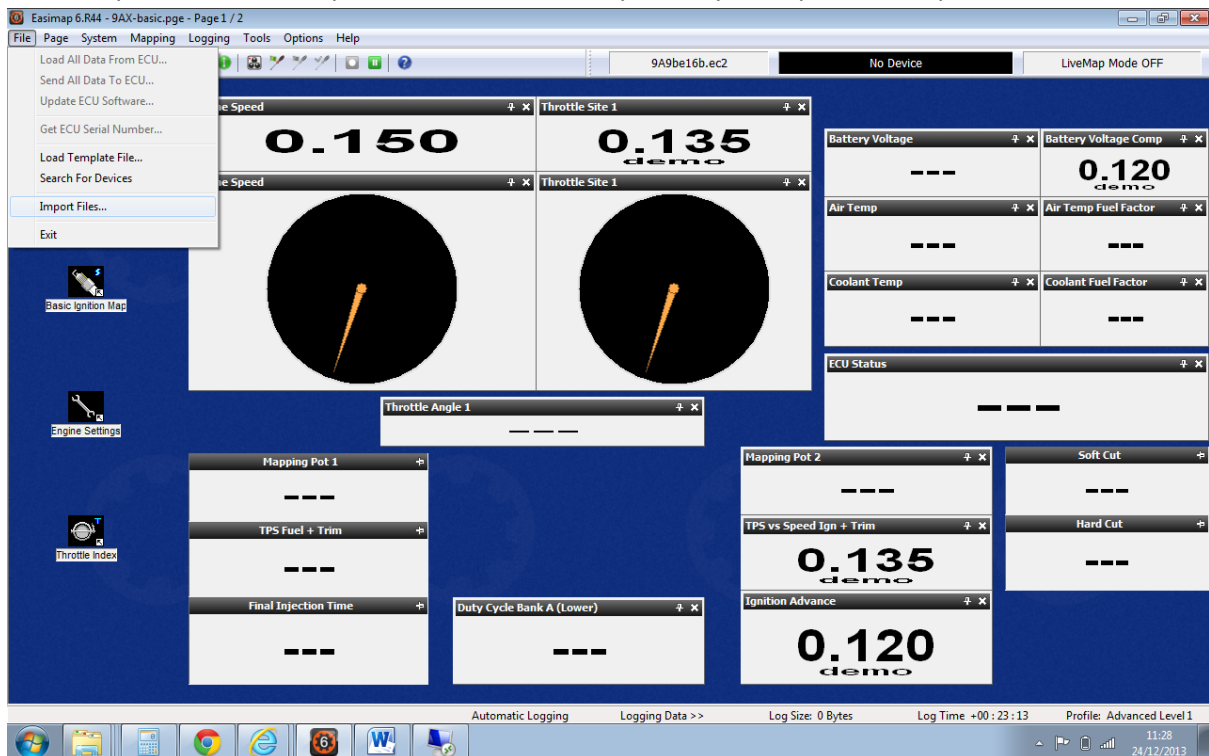 Easimap 6.R44 - 9AX-basic.pge - Page 1 / 2
File Page System Mapping Logging Tools Options Help
9A9be16b.ec2 No Device LiveMap Mode OFF
Load All Data From ECU...
Send All Data To ECU...
Update ECU Software...
Get ECU Serial Number...
Load Template File...
Search For Devices
Import Files...
Exit
Basic Ignition Map
Engine Settings
Throttle Index
e Speed
0.150
Throttle Site 1
0.135
demo
e Speed
Throttle Site 1
Battery Voltage
---
Battery Voltage Comp
0.120
demo
Air Temp
---
Air Temp Fuel Factor
---
Coolant Temp
---
Coolant Fuel Factor
---
ECU Status
---
Throttle Angle 1
---
Mapping Pot 1
---
TPS Fuel + Trim
---
Final Injection Time
---
Duty Cycle Bank A (Lower)
---
Mapping Pot 2
---
TPS vs Speed Ign + Trim
0.135
demo
Ignition Advance
0.120
demo
Soft Cut
---
Hard Cut
---
Automatic Logging Logging Data >> Log Size: 0 Bytes Log Time +00 : 23 : 13 Profile: Advanced Level 1
11:28
24/12/2013